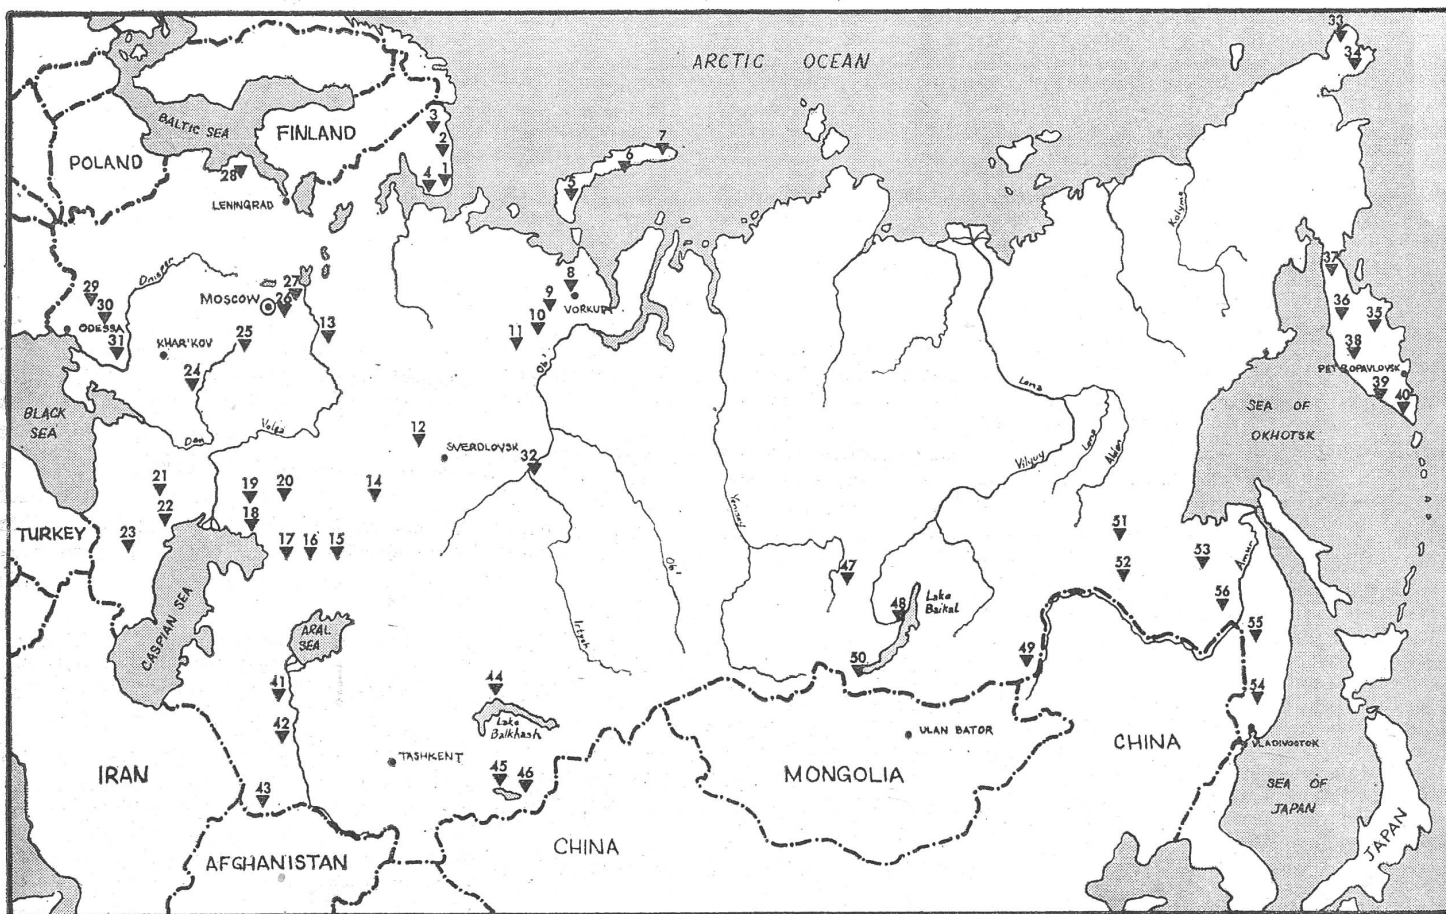 33
34
ARCTIC OCEAN
3
BALTIC SEA
FINLAND
2
7
6
POLAND
28
4
1
5
LENINGRAD
Kolyma
Dnieper
37
29
30
27
MOSCOW
26
8
9
VORKUTA
36
35
ODESSA
31
KHAR'KOV
25
13
10
11
38
PETROPAVLOVSK
24
Ob'
Lena
39
40
BLACK
SEA
SEA OF
OKHOTSK
Don
Volga
12
SVERDLOVSK
32
Vilyuy
Lena
Aldan
21
19
20
14
Yenisey
22
18
51
TURKEY
23
17
16
15
Ob'
47
52
53
Amur
CASPIAN SEA
ARAL
SEA
Irtysh
48
Lake
Baikal
56
55
50
49
41
44
54
42
Lake
Balkhash
ULAN BATOR
CHINA
VLADIVOSTOK
IRAN
TASHKENT
45
46
MONGOLIA
SEA OF
JAPAN
43
AFGHANISTAN
CHINA
JAPAN